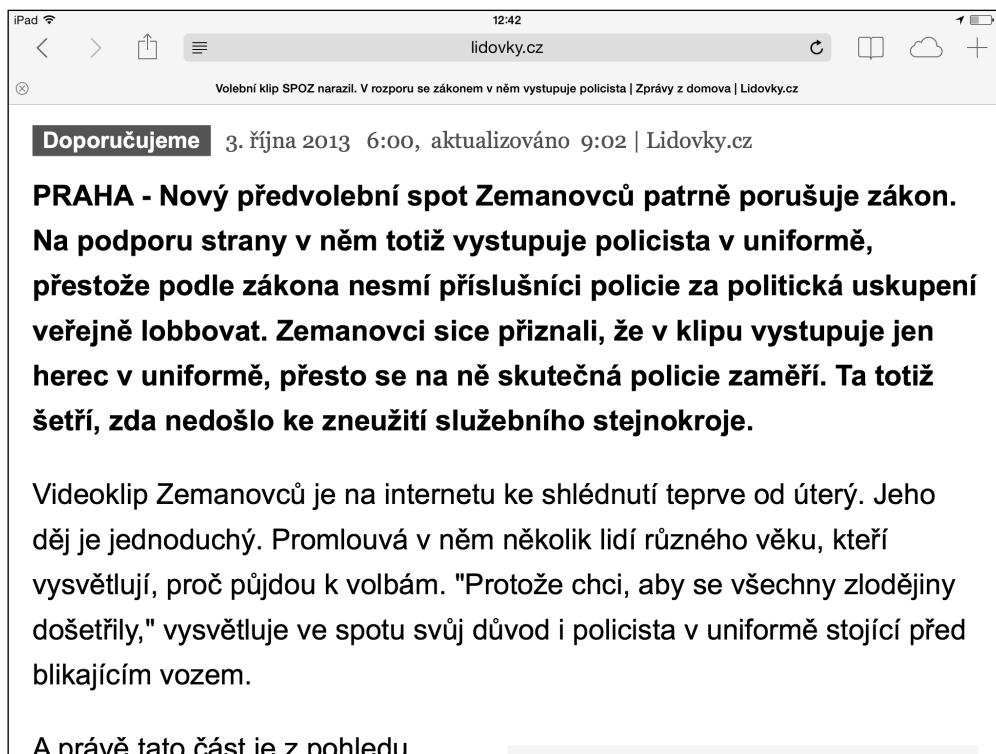 iPad 12:42
lidovky.cz
Volební klip SPOZ narazil. V rozporu se zákonem v něm vystupuje policista | Zprávy z domova | Lidovky.cz
Doporučujeme 3. října 2013 6:00, aktualizováno 9:02 | Lidovky.cz
PRAHA - Nový předvolební spot Zemanovců patrně porušuje zákon.
Na podporu strany v něm totiž vystupuje policista v uniformě,
přestože podle zákona nesmí příslušníci policie za politická uskupení
veřejně lobbovat. Zemanovci sice přiznali, že v klipu vystupuje jen
herec v uniformě, přesto se na ně skutečná policie zaměří. Ta totiž
šetří, zda nedošlo ke zneužití služebního stejnokroje.
Videoklip Zemanovců je na internetu ke shlédnutí teprve od úterý. Jeho
děj je jednoduchý. Promlouvá v něm několik lidí různého věku, kteří
vysvětlují, proč půjdou k volbám. "Protože chci, aby se všechny zlodějiny
došetřily," vysvětluje ve spotu svůj důvod i policista v uniformě stojící před
blikajícím vozem.
A právě tato část je z pohledu